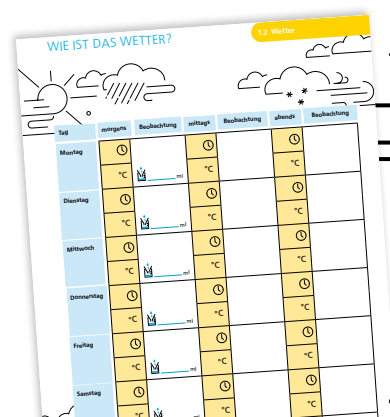 1.2 Wetter
WIE IST DAS WETTER?
Tag morgens Beobachtung mittags Beobachtung abends Beobachtung
Montag
°C ml °C °C
Dienstag
°C ml °C °C
Mittwoch
°C ml °C °C
Donnerstag
°C ml °C °C
Freitag
°C ml °C °C
Samstag
°C ml °C °C